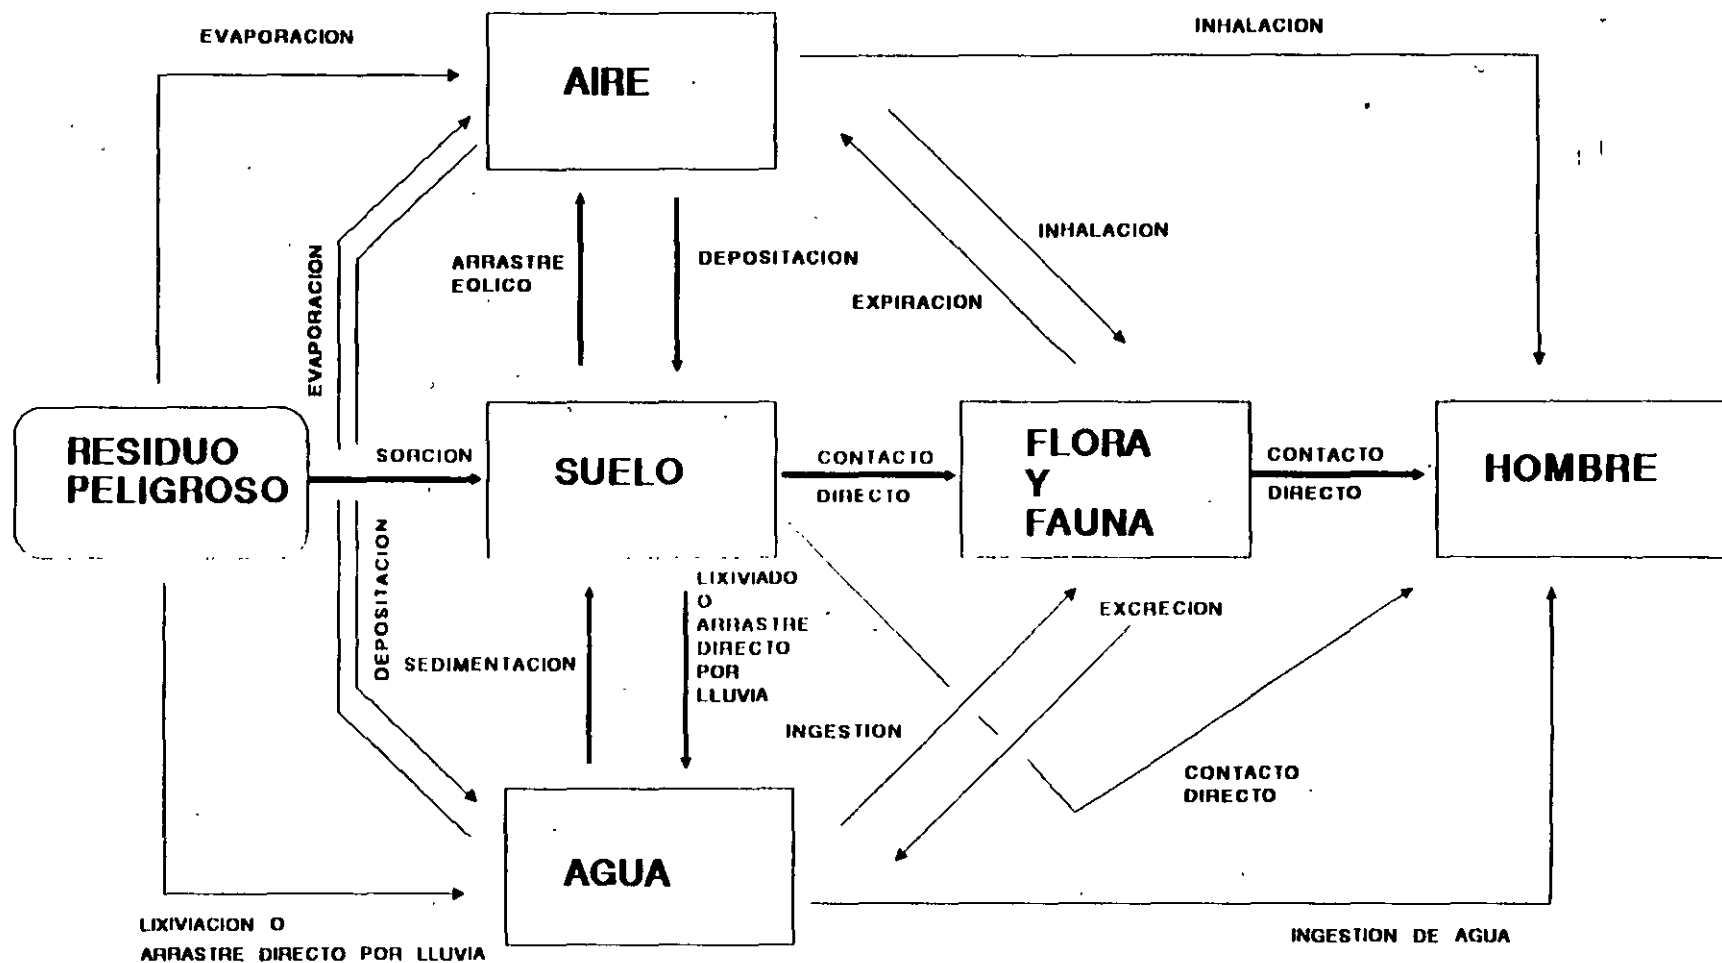 EVAPORACION
INHALACION
AIRE
INHALACION
ARRASTRE
EOLICO
DEPOSITACION
EXPIRACION
EVAPORACION
RESIDUO
PELIGROSO
SORCION
SUELO
CONTACTO
DIRECTO
FLORA
Y
FAUNA
CONTACTO
DIRECTO
HOMBRE
DEPOSITACION
SEDIMENTACION
LIXIVIADO
O
ARRASTRE
DIRECTO
POR
LLUVIA
EXCRECION
INGESTION
CONTACTO
DIRECTO
AGUA
LIXIVIACION O
ARRASTRE DIRECTO POR LLUVIA
INGESTION DE AGUA